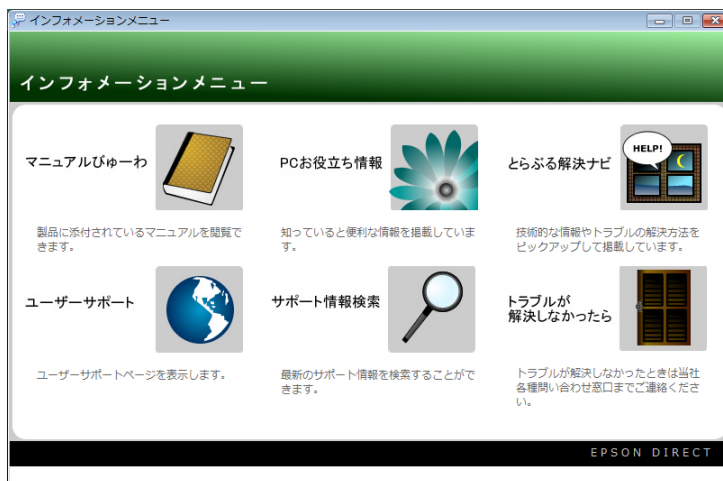 インフォメーションメニュー
インフォメーションメニュー
マニュアルびゅーわ
製品に添付されているマニュアルを閲覧で
きます。
PCお役立ち情報
知っていると便利な情報を掲載していま
す。
とらぶる解決ナビ
HELP!
技術的な情報やトラブルの解決方法を
ピックアップして掲載しています。
ユーザーサポート
ユーザーサポートページを表示します。
サポート情報検索
最新のサポート情報を検索することがで
きます。
トラブルが
解決しなかったら
トラブルが解決しなかったときは当社
各種問い合わせ窓口までご連絡くださ
い。
EPSON DIRECT